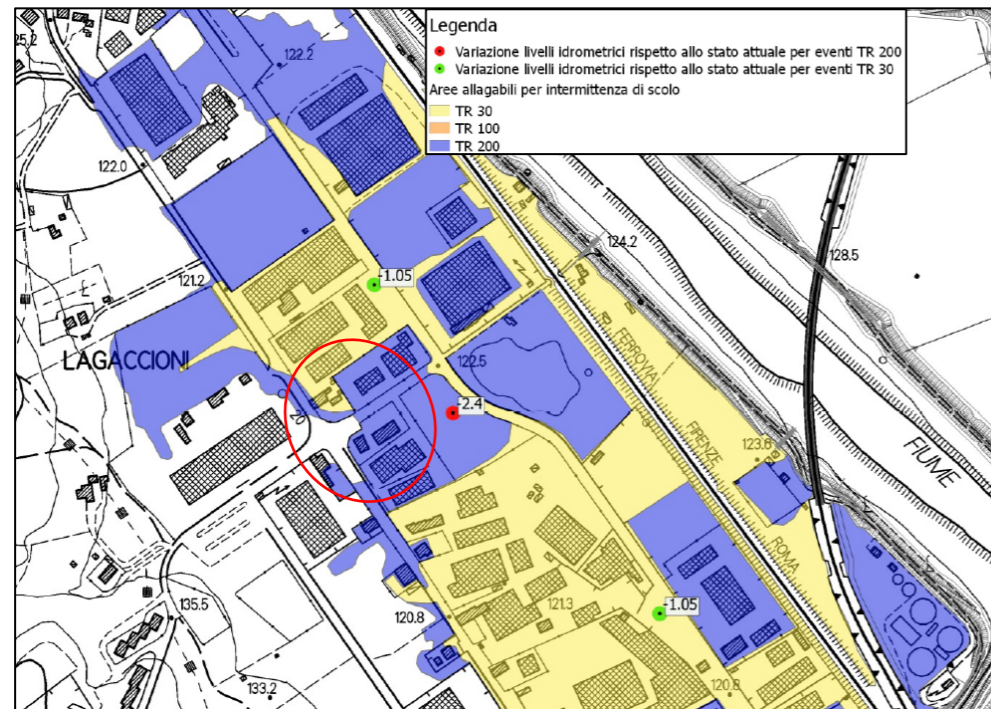 Legenda
Variazione livelli idrometrici rispetto allo stato attuale per eventi TR 200
Variazione livelli idrometrici rispetto allo stato attuale per eventi TR 30
Aree allagabili per intermittenza di scolo
TR 30
TR 100
TR 200
122.2
122.0
124.2
128.5
121.2
-1.05
LAGACCIONI
122.5
FERROVIA
-2.4
FIRENZE
123.6
FIUME
ROMA
135.5
120.8
121.3
-1.05
133.2
120.8